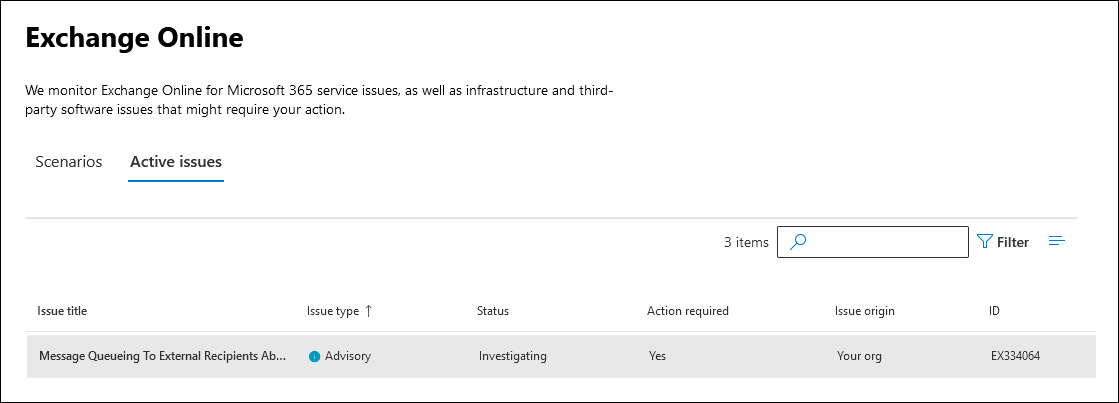 Exchange Online
We monitor Exchange Online for Microsoft 365 service issues, as well as infrastructure and third-
party software issues that might require your action.
Scenarios Active issues
3 items Filter
Issue title Issue type ↑ Status Action required Issue origin ID
Message Queueing To External Recipients Ab... Advisory Investigating Yes Your org EX334064